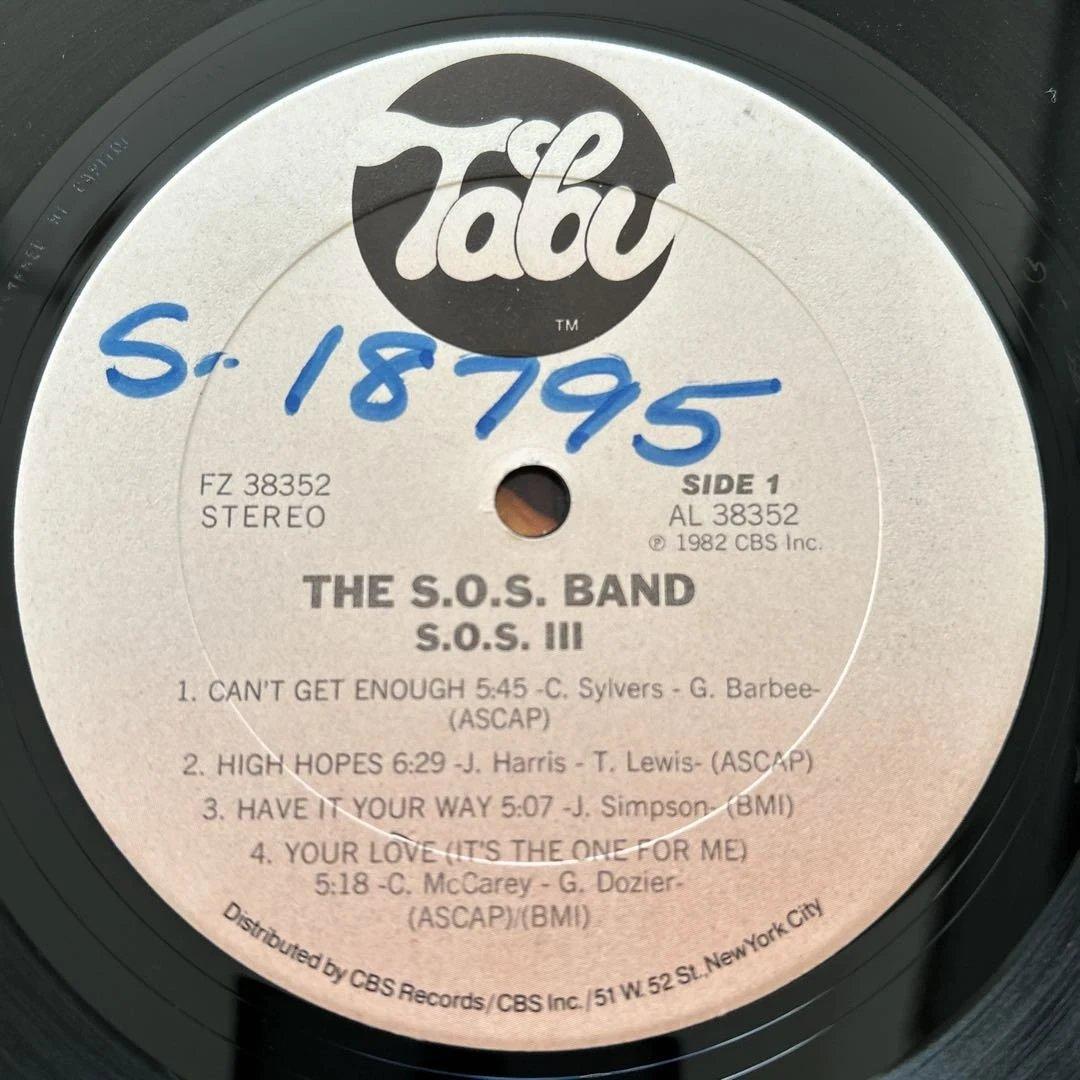 Tabu
TM
S- 18795
FZ 38352
STEREO
SIDE 1
AL 38352
℗ 1982 CBS Inc.
THE S.O.S. BAND
S.O.S. III
1. CAN'T GET ENOUGH 5:45 -C. Sylvers - G. Barbee-
(ASCAP)
2. HIGH HOPES 6:29 -J. Harris - T. Lewis- (ASCAP)
3. HAVE IT YOUR WAY 5:07 -J. Simpson- (BMI)
4. YOUR LOVE (IT'S THE ONE FOR ME)
5:18 -C. McCarey - G. Dozier-
(ASCAP)/(BMI)
Distributed by CBS Records/CBS Inc./51 W. 52 St., New York City
AT CAPITOL